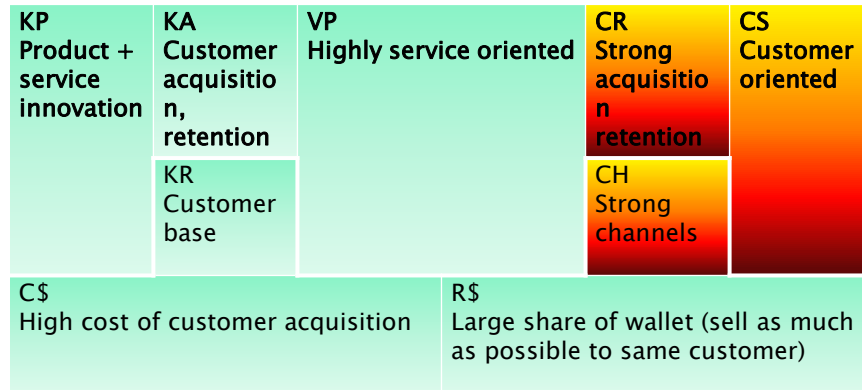 KP
Product +
service
innovation
KA
Customer
acquisitio
n,
retention
KR
Customer
base
VP
Highly service oriented
CR
Strong
acquisitio
n
retention
CH
Strong
channels
CS
Customer
oriented
C$
High cost of customer acquisition
R$
Large share of wallet (sell as much
as possible to same customer)